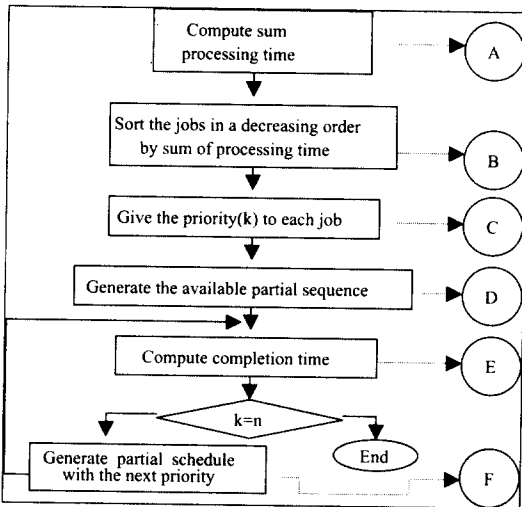 Compute sum
processing time
A
Sort the jobs in a decreasing order
by sum of processing time
B
Give the priority(k) to each job
C
Generate the available partial sequence
D
Compute completion time
E
k=n
Generate partial schedule
with the next priority
End
F